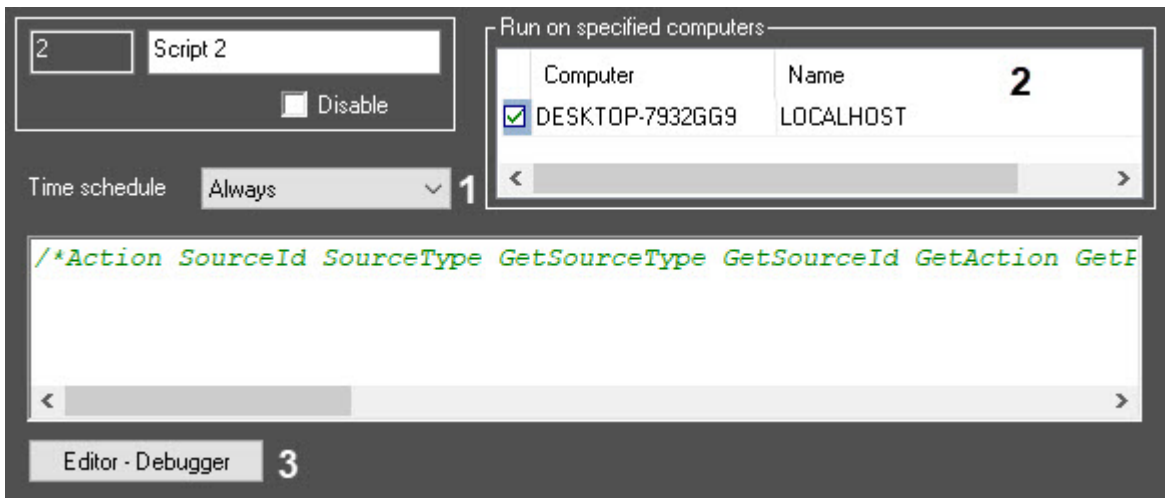 2
Script 2
Disable
Time schedule
Always
1
Run on specified computers
Computer Name
2
DESKTOP-7932GG9 LOCALHOST
/*Action SourceId SourceType GetSourceType GetSourceId GetAction
Editor - Debugger
3